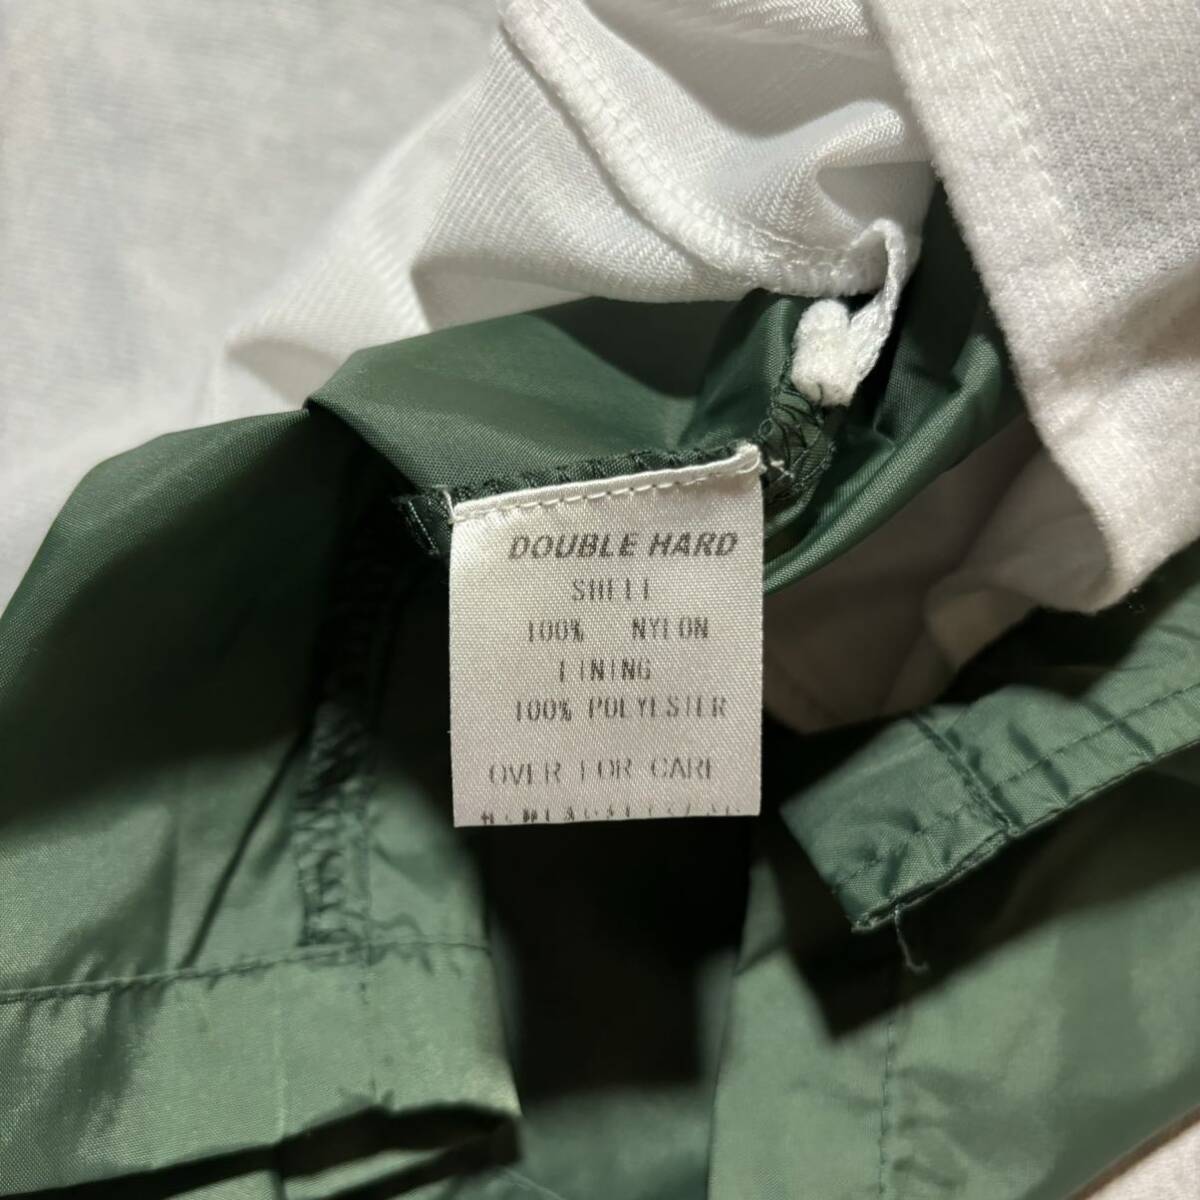 DOUBLE HARD
SHELL
100% NYLON
LINING
100% POLYESTER
OVER FOR CARE